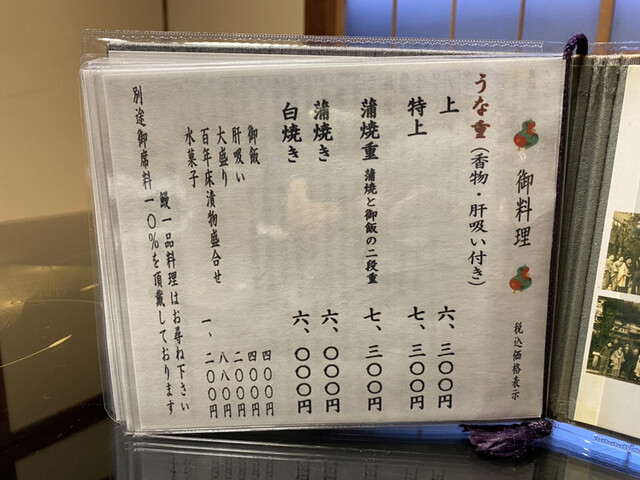 御料理
税込価格表示
うな重(香物・肝吸い付き)
上 六、三〇〇円
特上 七、三〇〇円
蒲焼重 蒲焼と御飯の二段重 七、三〇〇円
蒲焼き 六、〇〇〇円
白焼き 六、〇〇〇円
御飯 四〇〇円
肝吸い 四〇〇円
大盛り 二〇〇円
百年床漬物盛合せ 八八〇円
水菓子 一、二〇〇円
鰻一品料理はお尋ね下さい
別途御席料一〇%を頂戴しております